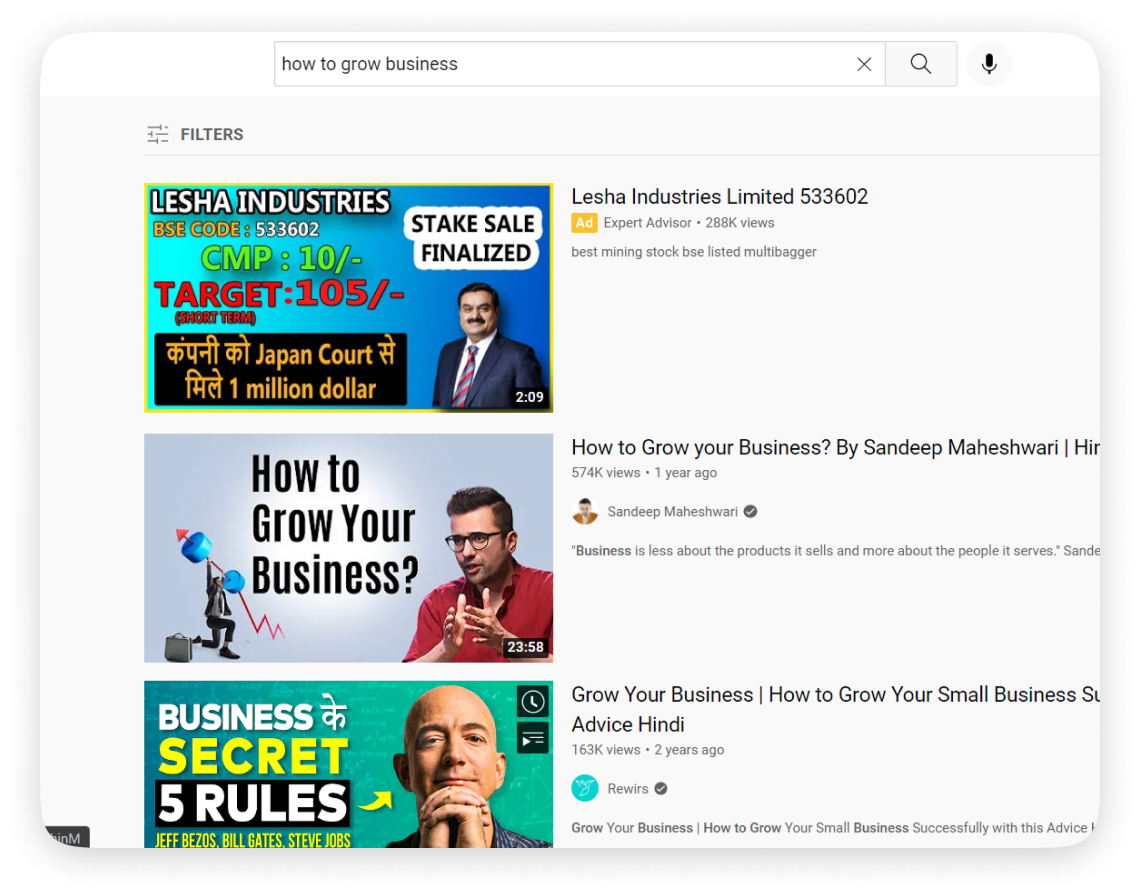 how to grow business
FILTERS
LESHA INDUSTRIES
BSE CODE : 533602
CMP : 10/-
TARGET:105/-
(SHORT TERM)
STAKE SALE
FINALIZED
कंपनी को Japan Court से
मिले 1 million dollar
2:09
Lesha Industries Limited 533602
Ad Expert Advisor • 288K views
best mining stock bse listed multibagger
How to
Grow Your
Business?
23:58
How to Grow your Business? By Sandeep Maheshwari | Hir
574K views • 1 year ago
Sandeep Maheshwari
"Business is less about the products it sells and more about the people it serves." Sande
BUSINESS के
SECRET
5 RULES
JEFF BEZOS, BILL GATES, STEVE JOBS
Grow Your Business | How to Grow Your Small Business Su
Advice Hindi
163K views • 2 years ago
Rewirs
Grow Your Business | How to Grow Your Small Business Successfully with this Advice H